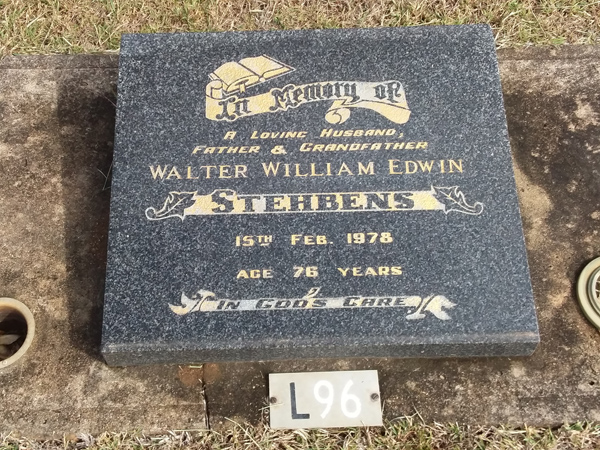 In Memory of
A LOVING HUSBAND,
FATHER & GRANDFATHER
WALTER WILLIAM EDWIN
STEHBENS
15TH FEB. 1978
AGE 76 YEARS
IN GOD'S CARE
L96